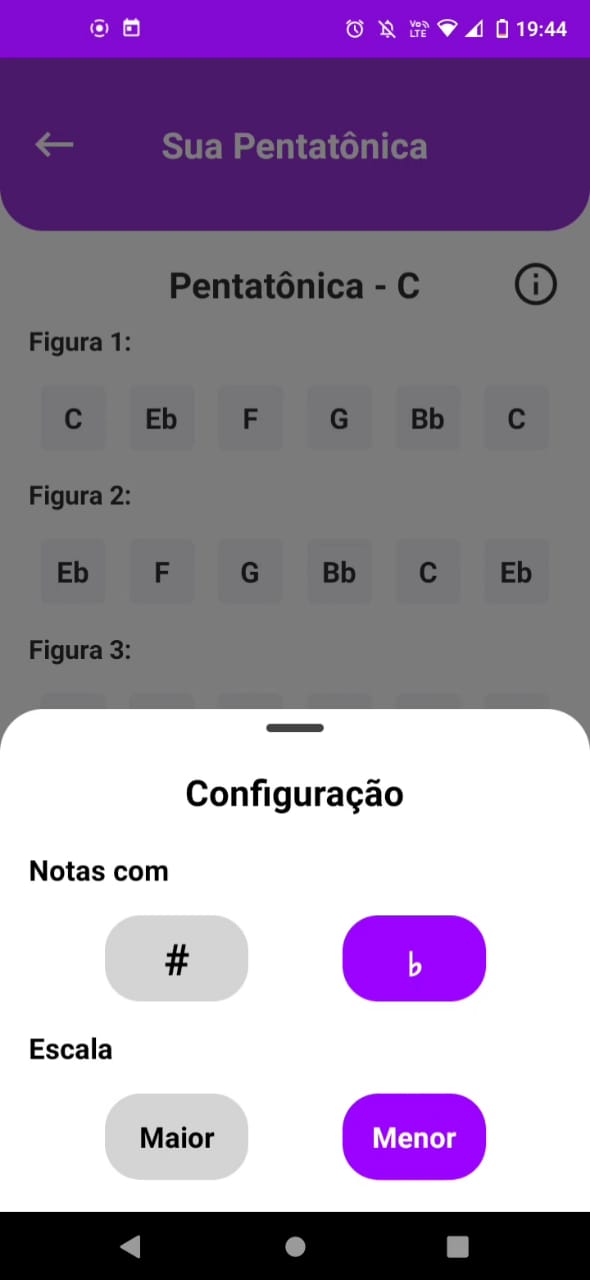 VoLTE 19:44
Sua Pentatônica
Pentatônica - C
Figura 1:
C Eb F G Bb C
Figura 2:
Eb F G Bb C Eb
Figura 3:
Configuração
Notas com
# ♭
Escala
Maior Menor